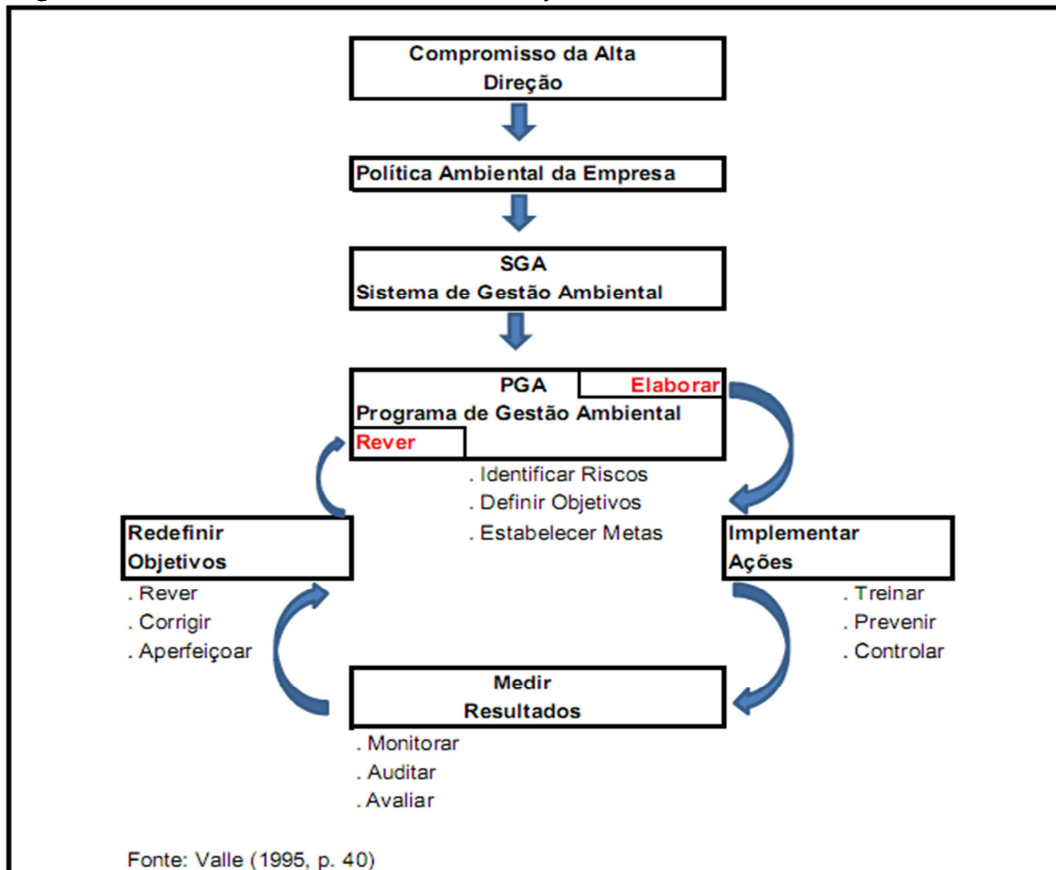 Compromisso da Alta
Direção
Política Ambiental da Empresa
SGA
Sistema de Gestão Ambiental
PGA
Elaborar
Programa de Gestão Ambiental
Rever
. Identificar Riscos
. Definir Objetivos
. Estabelecer Metas
Redefinir
Objetivos
. Rever
. Corrigir
. Aperfeiçoar
Implementar
Ações
. Treinar
. Prevenir
. Controlar
Medir
Resultados
. Monitorar
. Auditar
. Avaliar
Fonte: Valle (1995, p. 40)